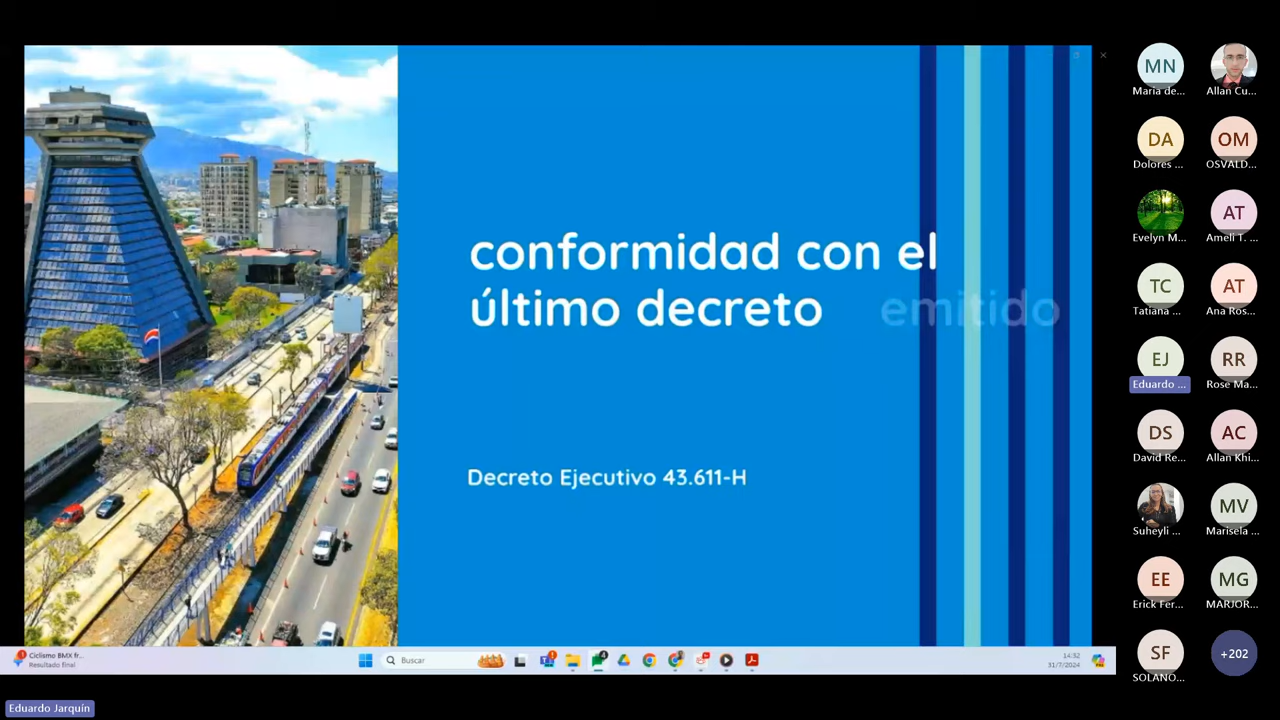 conformidad con el
último decreto emitido
Decreto Ejecutivo 43.611-H
MN
Maria de...
Allan Cu...
DA
Dolores ...
OM
OSVALD...
Evelyn M...
AT
Ameli T. ...
TC
Tatiana ...
AT
Ana Ros...
EJ
Eduardo ...
RR
Rose Ma...
DS
David Re...
AC
Allan Khi...
Suheyli ...
MV
Marisela ...
EE
Erick Fer...
MG
MARJOR...
SF
SOLANO...
+202
Ciclismo BMX fr...
Resultado final
Buscar
14:32
31/7/2024
Eduardo Jarquín